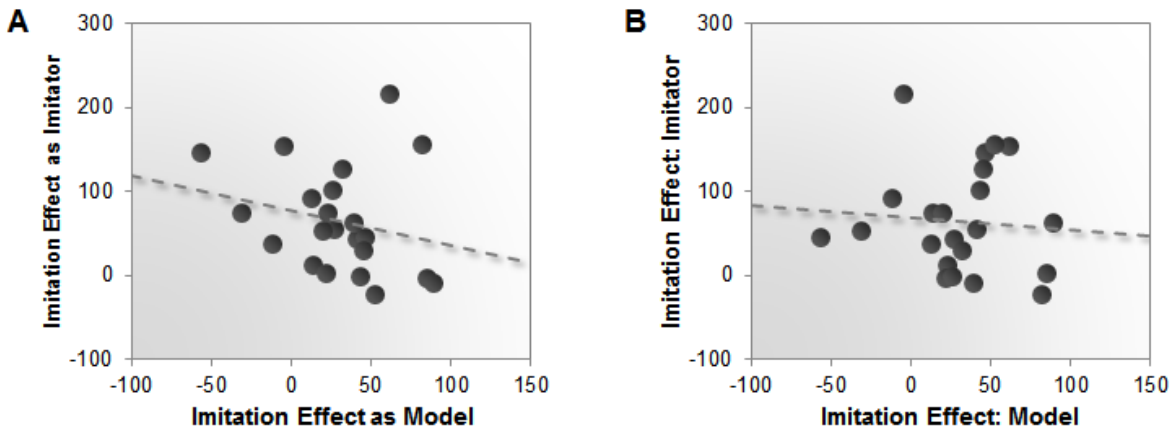 A
Imitation Effect as Imitator
300
200
100
0
-100
-100 -50 0 50 100 150
Imitation Effect as Model
B
Imitation Effect: Imitator
300
200
100
0
-100
-100 -50 0 50 100 150
Imitation Effect: Model